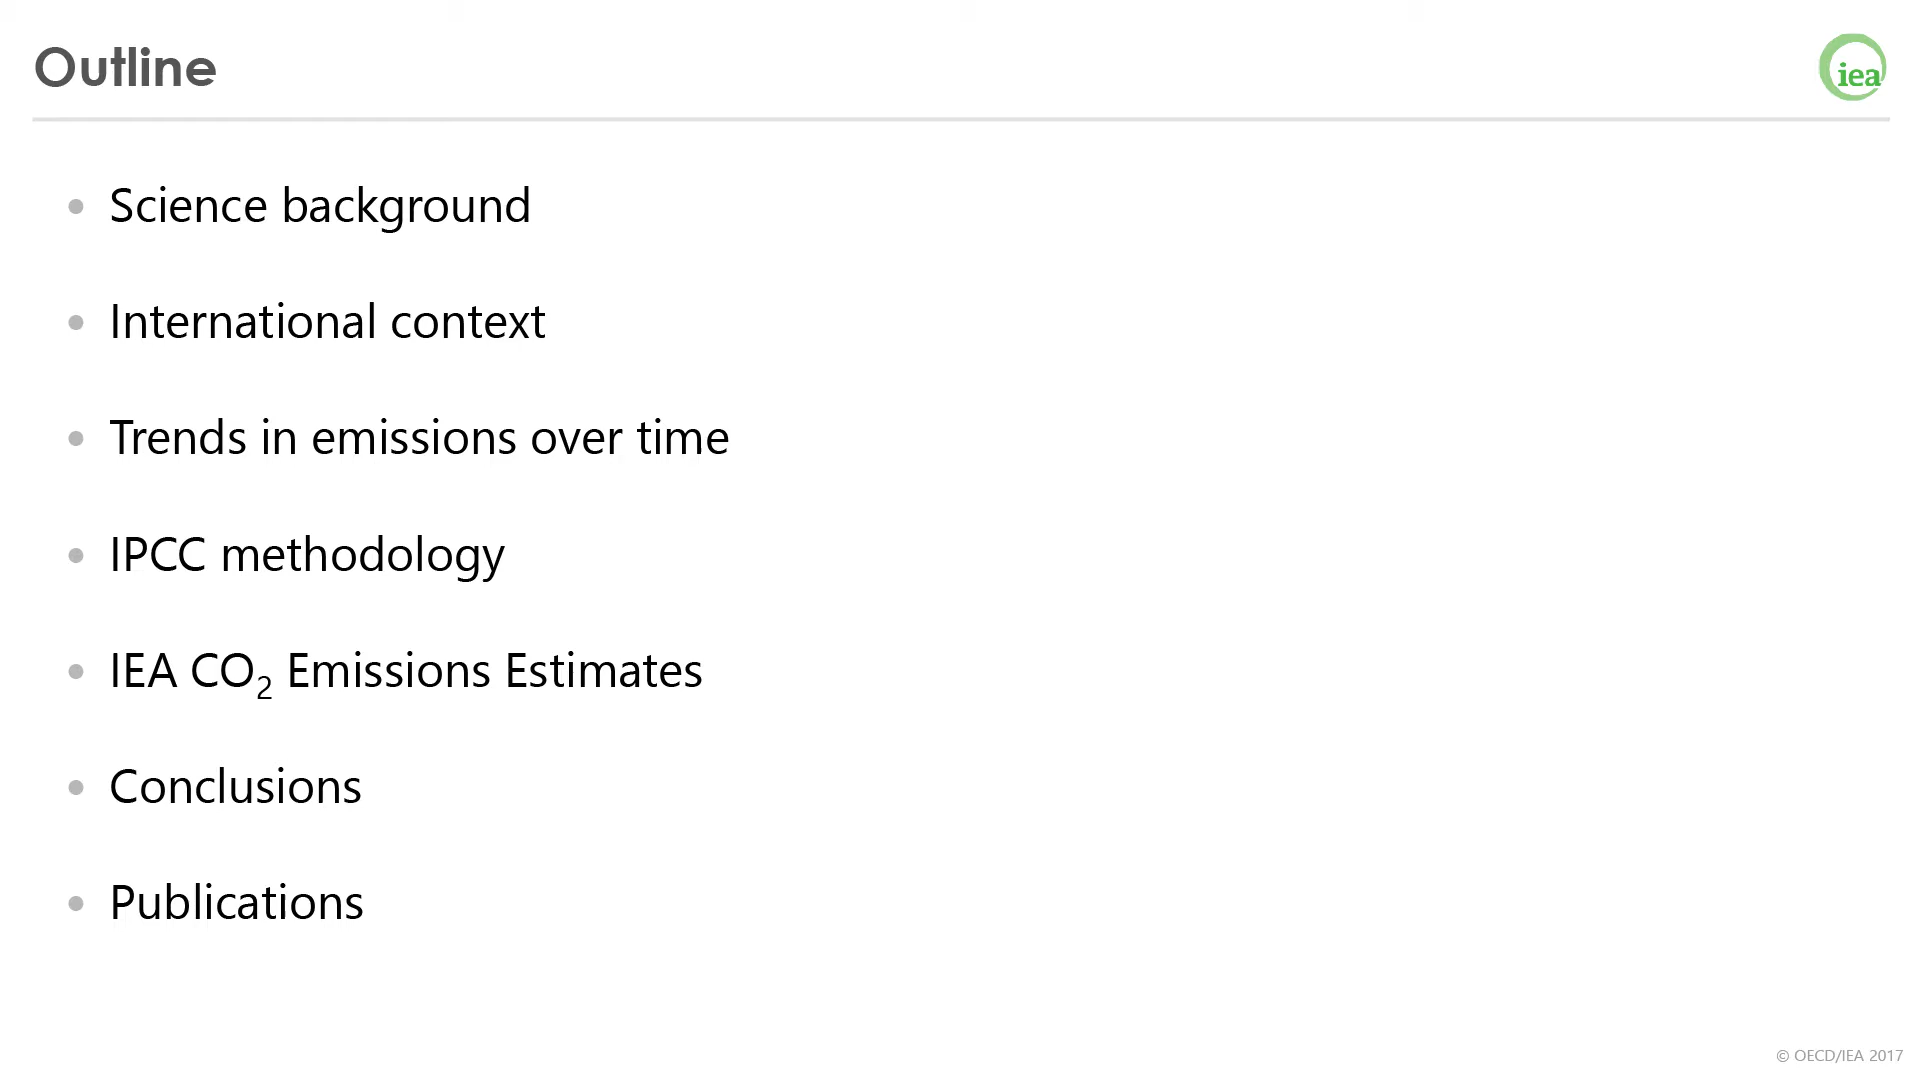 Outline
iea
• Science background
• International context
• Trends in emissions over time
• IPCC methodology
• IEA CO₂ Emissions Estimates
• Conclusions
• Publications
© OECD/IEA 2017